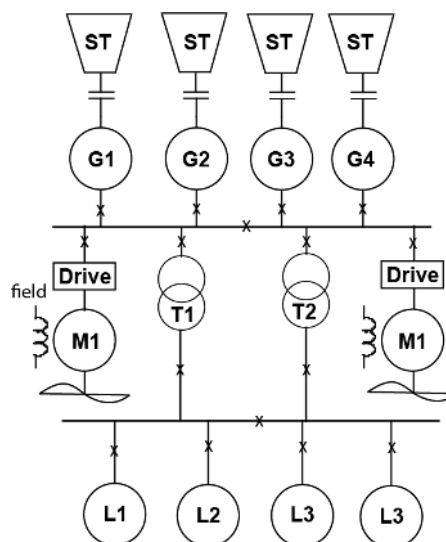 ST ST ST ST
G1 G2 G3 G4
Drive Drive
field field
T1 T2
M1 M1
L1 L2 L3 L3